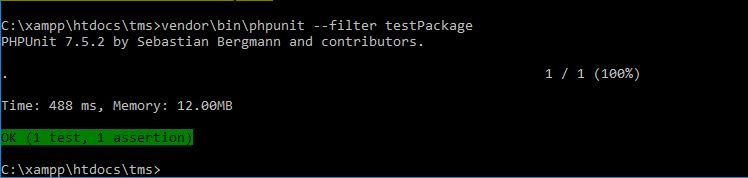 C:\xampp\htdocs\tms>vendor\bin\phpunit --filter testPackage
PHPUnit 7.5.2 by Sebastian Bergmann and contributors.
. 1 / 1 (100%)
Time: 488 ms, Memory: 12.00MB
OK (1 test, 1 assertion)
C:\xampp\htdocs\tms>